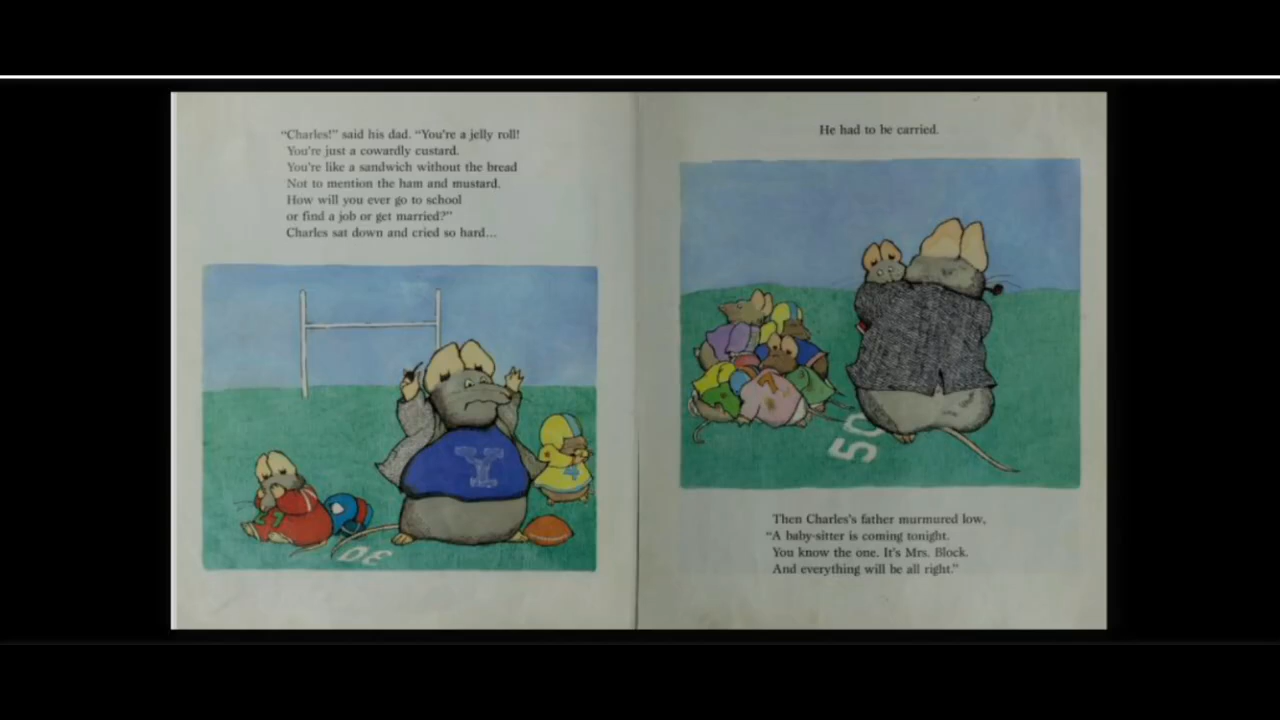 “Charles!” said his dad. “You're a jelly roll!
You're just a cowardly custard.
You're like a sandwich without the bread
Not to mention the ham and mustard.
How will you ever go to school
or find a job or get married?”
Charles sat down and cried so hard...
Y
30
He had to be carried.
7
50
Then Charles's father murmured low,
“A baby-sitter is coming tonight.
You know the one. It's Mrs. Block.
And everything will be all right.”